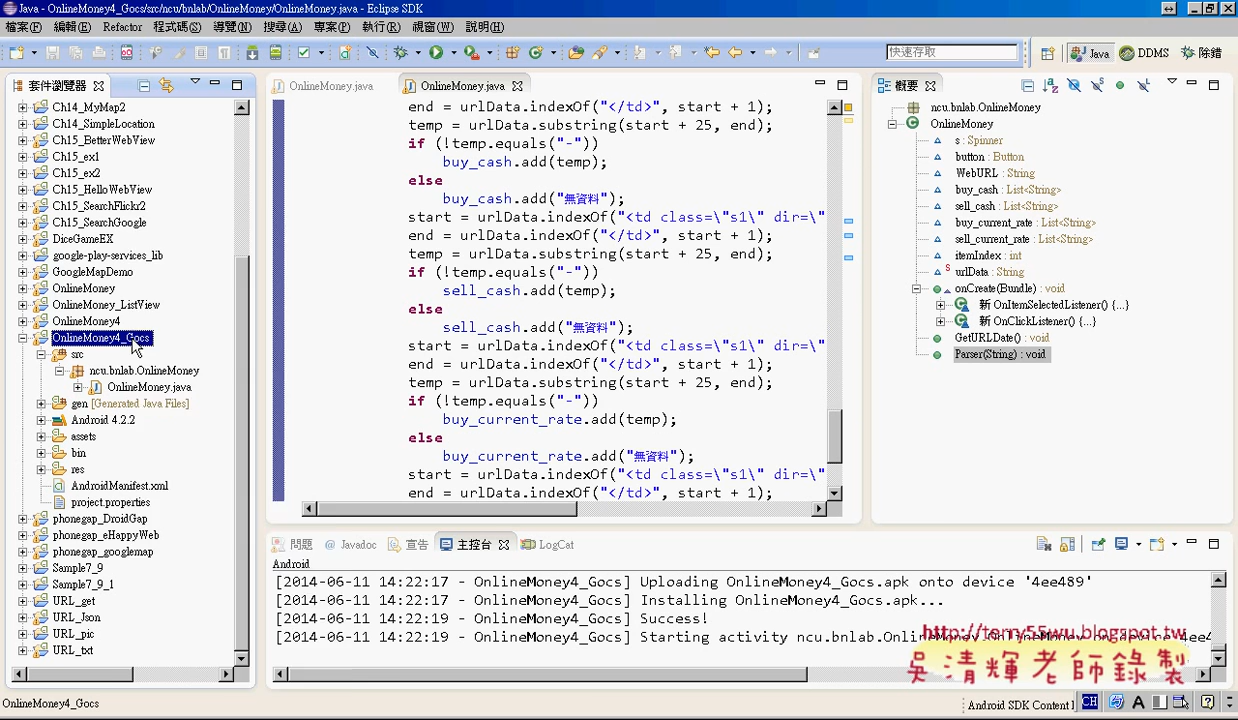 Java - OnlineMoney4_Gocs/src/ncu/bnlab/OnlineMoney/OnlineMoney.java - Eclipse SDK
檔案(F) 編輯(E) Refactor 程式碼(S) 導覽(N) 搜尋(A) 專案(P) 執行(R) 視窗(W) 說明(H)
快速存取 Java DDMS 除錯
套件瀏覽器
Ch14_MyMap2
Ch14_SimpleLocation
Ch15_BetterWebView
Ch15_ex1
Ch15_ex2
Ch15_HelloWebView
Ch15_SearchFlickr2
Ch15_SearchGoogle
DiceGameEX
google-play-services_lib
GoogleMapDemo
OnlineMoney
OnlineMoney_ListView
OnlineMoney4
OnlineMoney4_Gocs
src
ncu.bnlab.OnlineMoney
OnlineMoney.java
gen [Generated Java Files]
Android 4.2.2
assets
bin
res
AndroidManifest.xml
project.properties
phonegap_DroidGap
phonegap_eHappyWeb
phonegap_googlemap
Sample7_9
Sample7_9_1
URL_get
URL_Json
URL_pic
URL_txt
OnlineMoney.java OnlineMoney.java
end = urlData.indexOf("</td>", start + 1);
temp = urlData.substring(start + 25, end);
if (!temp.equals("-"))
buy_cash.add(temp);
else
buy_cash.add("無資料");
start = urlData.indexOf("<td class=\"s1\" dir=\"
end = urlData.indexOf("</td>", start + 1);
temp = urlData.substring(start + 25, end);
if (!temp.equals("-"))
sell_cash.add(temp);
else
sell_cash.add("無資料");
start = urlData.indexOf("<td class=\"s1\" dir=\"
end = urlData.indexOf("</td>", start + 1);
temp = urlData.substring(start + 25, end);
if (!temp.equals("-"))
buy_current_rate.add(temp);
else
buy_current_rate.add("無資料");
start = urlData.indexOf("<td class=\"s1\" dir=\"
end = urlData.indexOf("</td>", start + 1);
概要
ncu.bnlab.OnlineMoney
OnlineMoney
s : Spinner
button : Button
WebURL : String
buy_cash : List<String>
sell_cash : List<String>
buy_current_rate : List<String>
sell_current_rate : List<String>
itemIndex : int
urlData : String
onCreate(Bundle) : void
新 OnItemSelectedListener() {...}
新 OnClickListener() {...}
GetURLDate() : void
Parser(String) : void
問題 Javadoc 宣告 主控台 LogCat
Android
[2014-06-11 14:22:17 - OnlineMoney4_Gocs] Uploading OnlineMoney4_Gocs.apk onto device '4ee489'
[2014-06-11 14:22:17 - OnlineMoney4_Gocs] Installing OnlineMoney4_Gocs.apk...
[2014-06-11 14:22:19 - OnlineMoney4_Gocs] Success!
[2014-06-11 14:22:19 - OnlineMoney4_Gocs] Starting activity ncu.bnlab.OnlineMoney.OnlineMoney on device 4ee4
http://terry55wu.blogspot.tw
吳清輝老師錄製
OnlineMoney4_Gocs
Android SDK Content l
CH